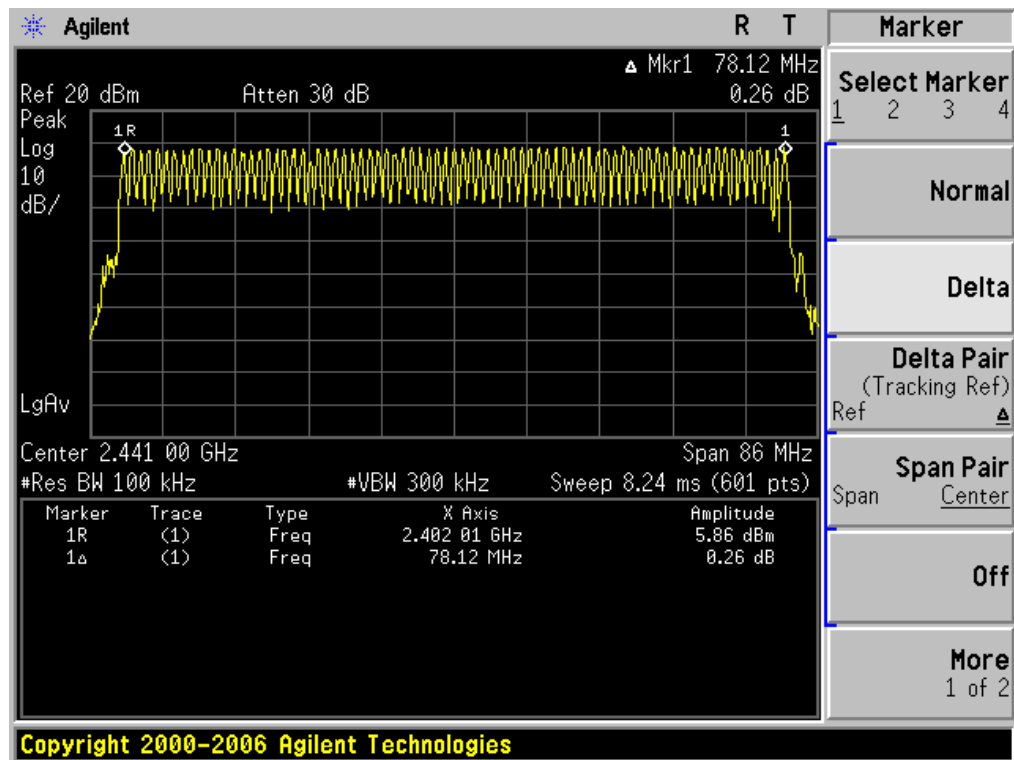 Agilent R T
Δ Mkr1 78.12 MHz
Ref 20 dBm Atten 30 dB 0.26 dB
Peak
Log
10
dB/
1R
1
LgAv
Center 2.441 00 GHz Span 86 MHz
#Res BW 100 kHz #VBW 300 kHz Sweep 8.24 ms (601 pts)
Marker Trace Type X Axis Amplitude
1R (1) Freq 2.402 01 GHz 5.86 dBm
1Δ (1) Freq 78.12 MHz 0.26 dB
Marker
Select Marker
1 2 3 4
Normal
Delta
Delta Pair
(Tracking Ref)
Ref Δ
Span Pair
Span Center
Off
More
1 of 2
Copyright 2000-2006 Agilent Technologies